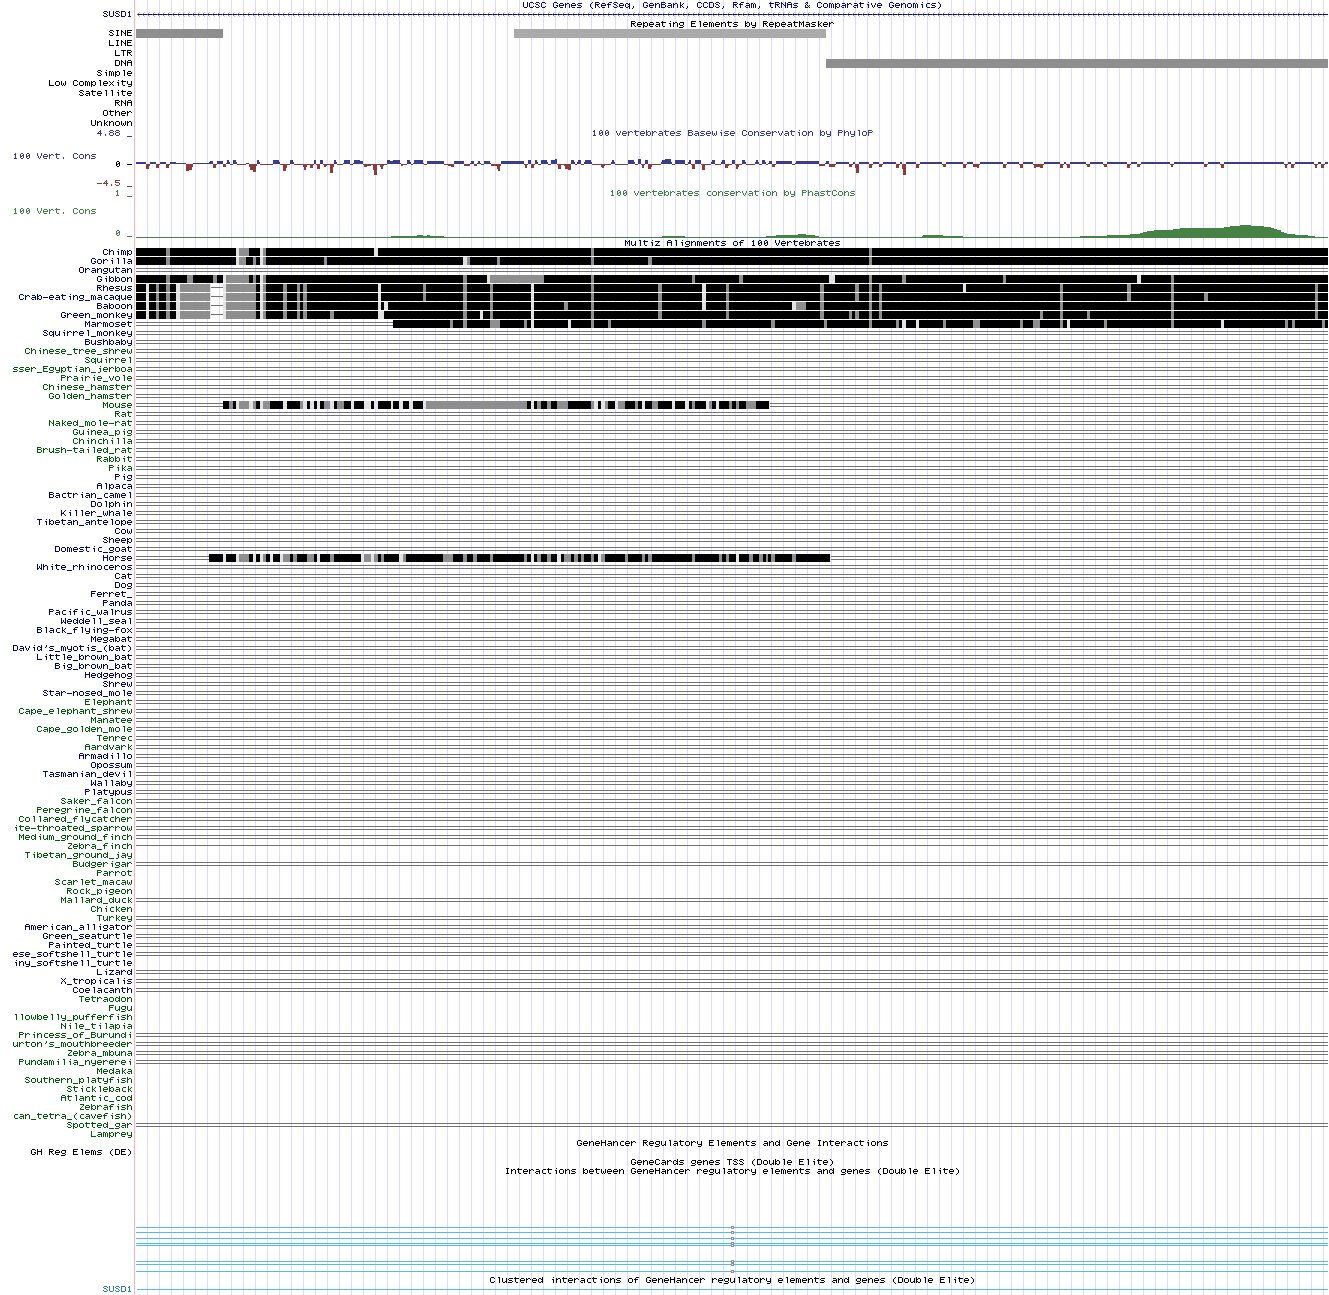 UCSC Genes (RefSeq, GenBank, CCDS, Rfam, tRNAs & Comparative Genomics)
SUSD1
Repeating Elements by RepeatMasker
SINE
LINE
LTR
DNA
Simple
Low Complexity
Satellite
RNA
Other
Unknown
4.88 _
100 vertebrates Basewise Conservation by PhyloP
100 Vert. Cons
0 _
-4.5 _
1 _
100 vertebrates conservation by PhastCons
100 Vert. Cons
0 _
Multiz Alignments of 100 Vertebrates
Chimp
Gorilla
Orangutan
Gibbon
Rhesus
Crab-eating_macaque
Baboon
Green_monkey
Marmoset
Squirrel_monkey
Bushbaby
Chinese_tree_shrew
Squirrel
sser_Egyptian_jerboa
Prairie_vole
Chinese_hamster
Golden_hamster
Mouse
Rat
Naked_mole-rat
Guinea_pig
Chinchilla
Brush-tailed_rat
Rabbit
Pika
Pig
Alpaca
Bactrian_camel
Dolphin
Killer_whale
Tibetan_antelope
Cow
Sheep
Domestic_goat
Horse
White_rhinoceros
Cat
Dog
Ferret_
Panda
Pacific_walrus
Weddell_seal
Black_flying-fox
Megabat
David's_myotis_(bat)
Little_brown_bat
Big_brown_bat
Hedgehog
Shrew
Star-nosed_mole
Elephant
Cape_elephant_shrew
Manatee
Cape_golden_mole
Tenrec
Aardvark
Armadillo
Opossum
Tasmanian_devil
Wallaby
Platypus
Saker_falcon
Peregrine_falcon
Collared_flycatcher
ite-throated_sparrow
Medium_ground_finch
Zebra_finch
Tibetan_ground_jay
Budgerigar
Parrot
Scarlet_macaw
Rock_pigeon
Mallard_duck
Chicken
Turkey
American_alligator
Green_seaturtle
Painted_turtle
ese_softshell_turtle
iny_softshell_turtle
Lizard
X_tropicalis
Coelacanth
Tetraodon
Fugu
llowbelly_pufferfish
Nile_tilapia
Princess_of_Burundi
urton's_mouthbreeder
Zebra_mbuna
Pundamilia_nyererei
Medaka
Southern_platyfish
Stickleback
Atlantic_cod
Zebrafish
can_tetra_(cavefish)
Spotted_gar
Lamprey
GeneHancer Regulatory Elements and Gene Interactions
GH Reg Elems (DE)
GeneCards genes TSS (Double Elite)
Interactions between GeneHancer regulatory elements and genes (Double Elite)
Clustered interactions of GeneHancer regulatory elements and genes (Double Elite)
SUSD1